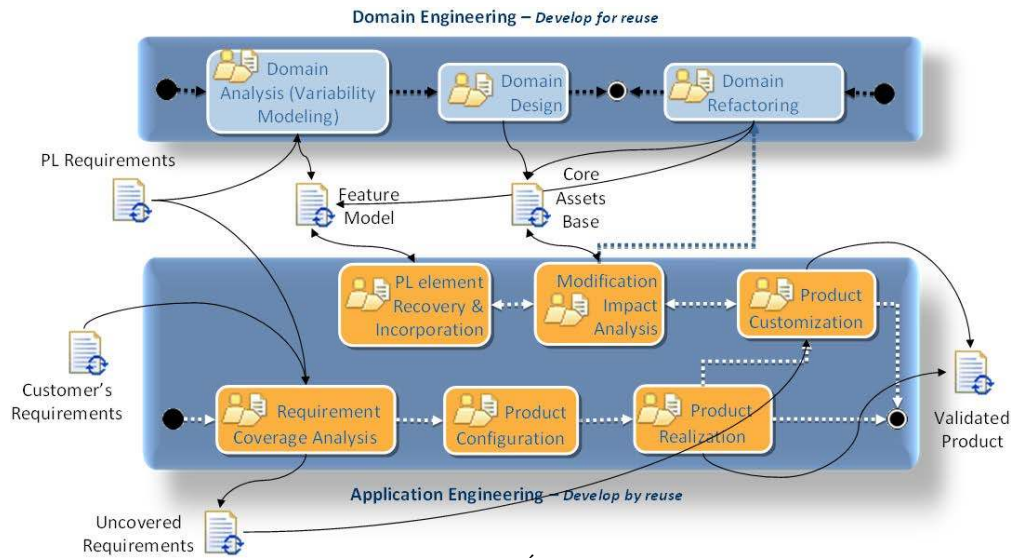 Domain Engineering – Develop for reuse
Domain
Analysis (Variability
Modeling)
Domain
Design
Domain
Refactoring
PL Requirements
Feature
Model
Core
Assets
Base
PL element
Recovery &
Incorporation
Modification
Impact
Analysis
Product
Customization
Customer's
Requirements
Requirement
Coverage Analysis
Product
Configuration
Product
Realization
Validated
Product
Application Engineering – Develop by reuse
Uncovered
Requirements